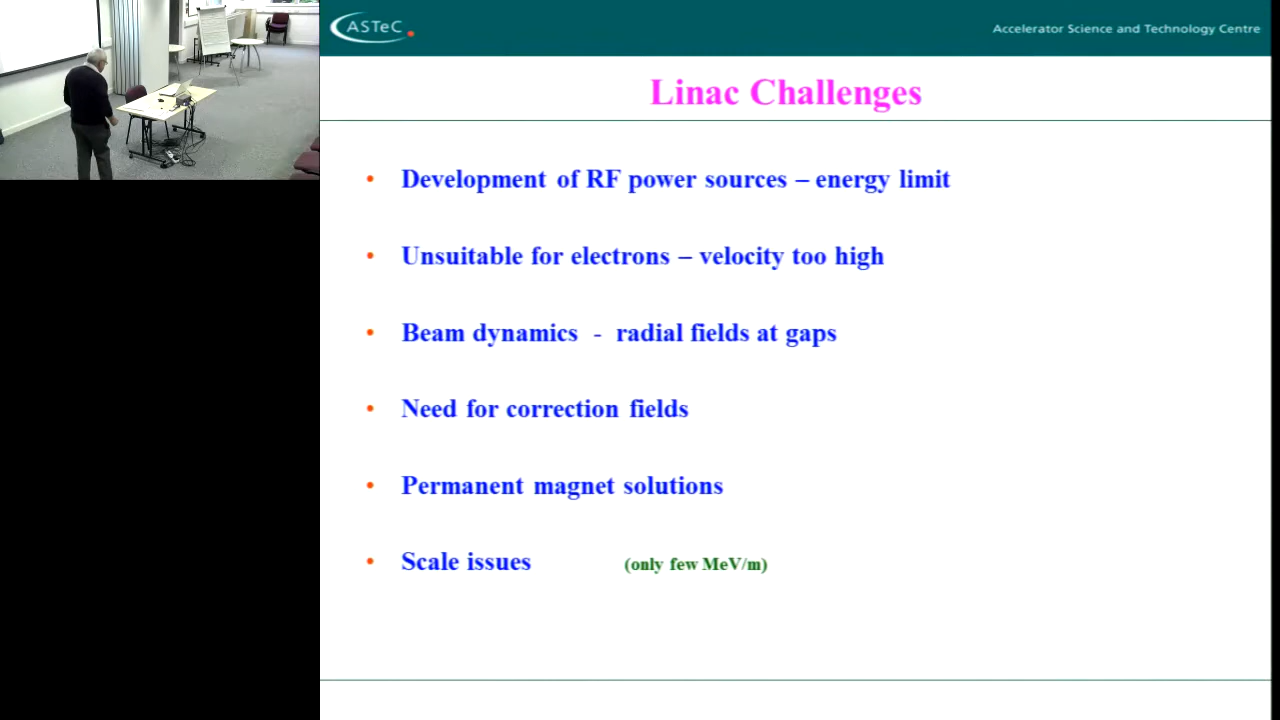 ASTeC
Accelerator Science and Technology Centre
Linac Challenges
• Development of RF power sources – energy limit
• Unsuitable for electrons – velocity too high
• Beam dynamics - radial fields at gaps
• Need for correction fields
• Permanent magnet solutions
• Scale issues (only few MeV/m)